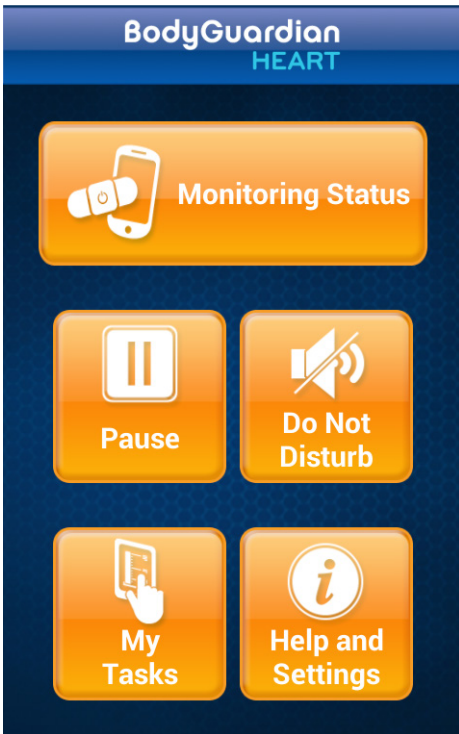 BodyGuardian
HEART
Monitoring Status
Pause
Do Not
Disturb
My
Tasks
Help and
Settings